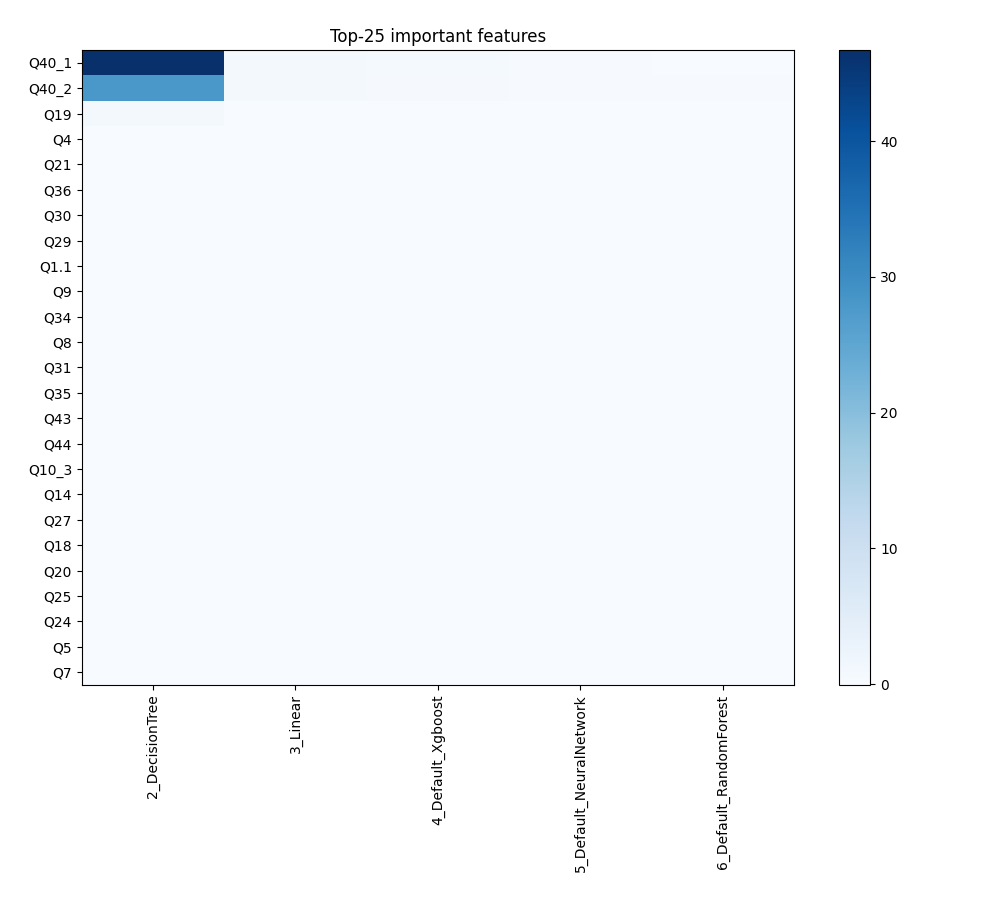 Top-25 important features
Q40_1
Q40_2
Q19
Q4
Q21
Q36
Q30
Q29
Q1.1
Q9
Q34
Q8
Q31
Q35
Q43
Q44
Q10_3
Q14
Q27
Q18
Q20
Q25
Q24
Q5
Q7
2_DecisionTree
3_Linear
4_Default_Xgboost
5_Default_NeuralNetwork
6_Default_RandomForest
40
30
20
10
0